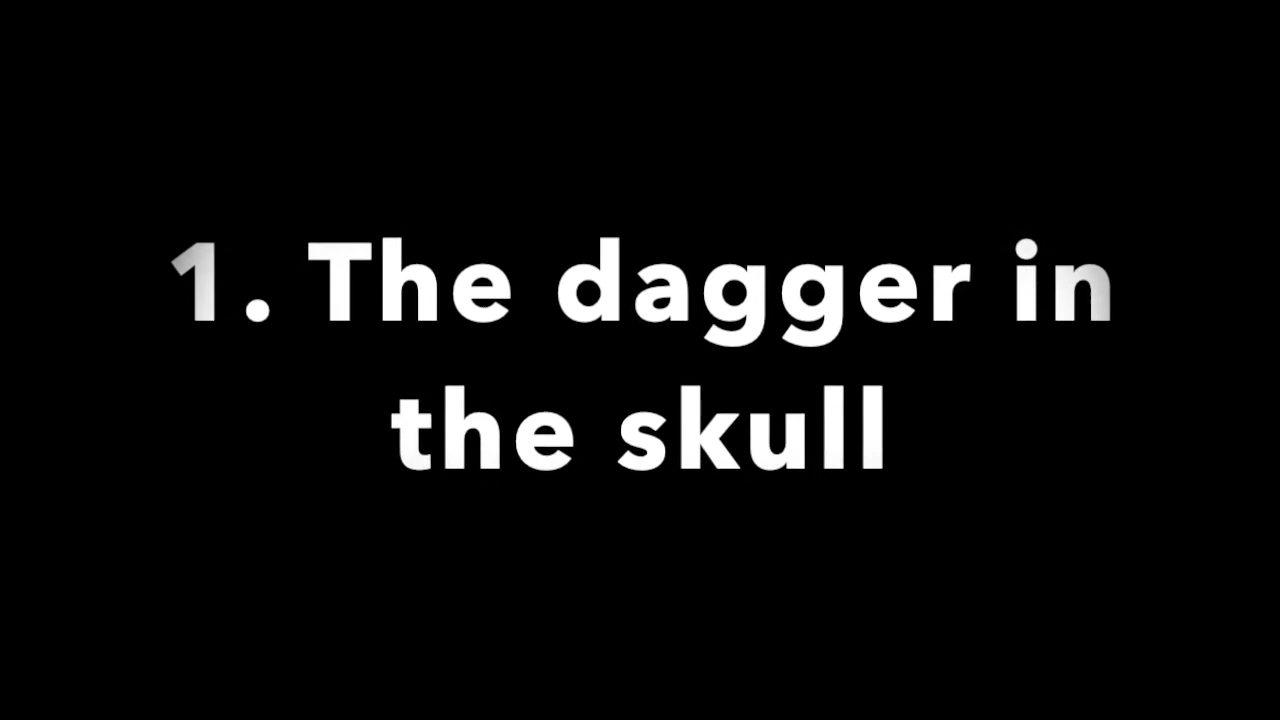 1. The dagger in
the skull